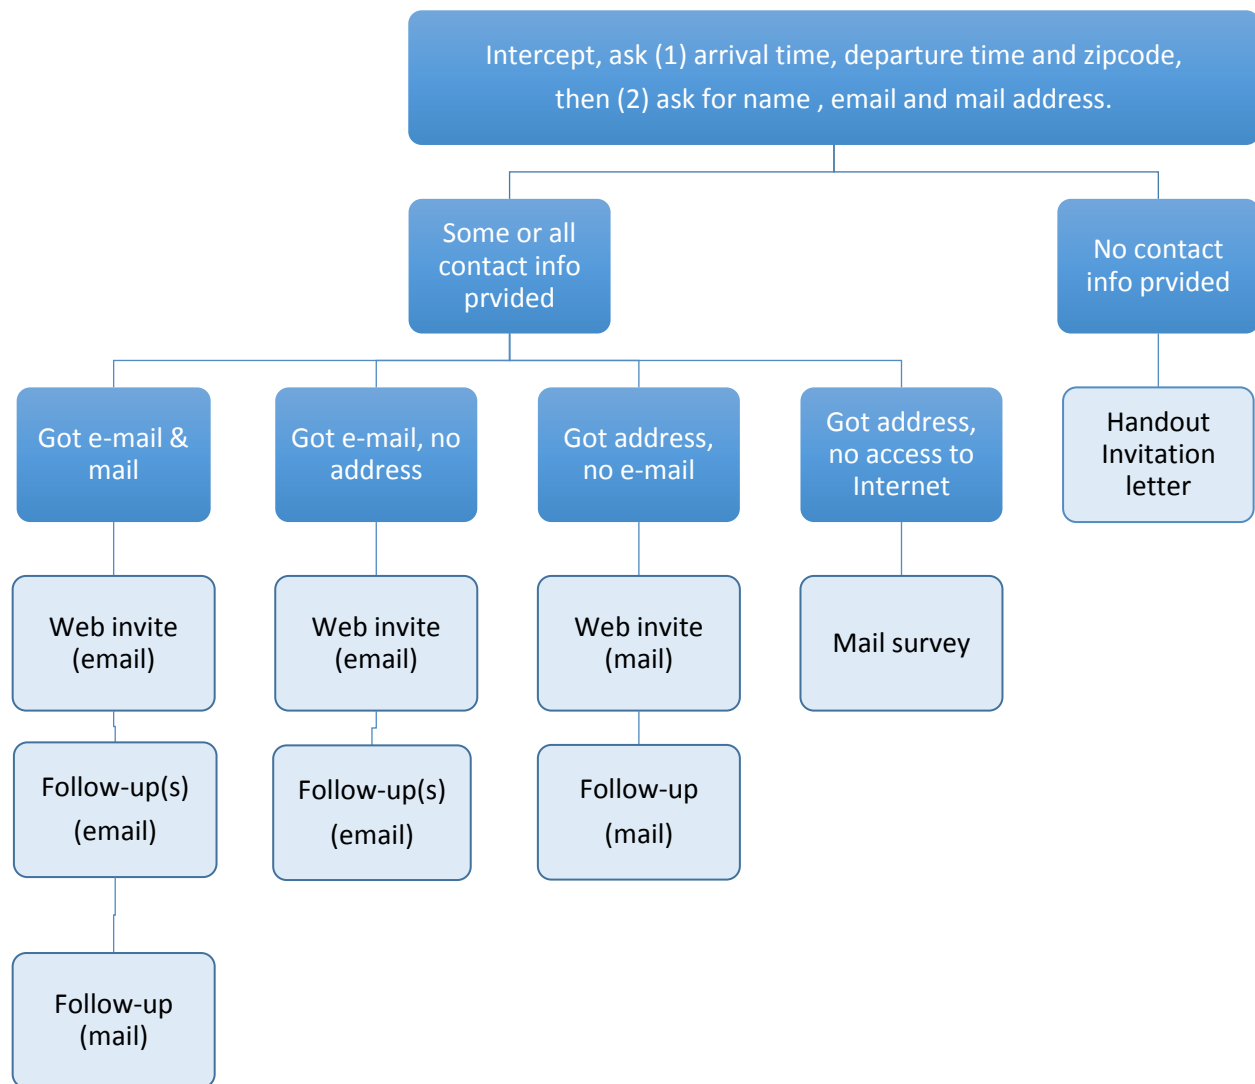 Intercept, ask (1) arrival time, departure time and zipcode,
then (2) ask for name , email and mail address.
Some or all
contact info
prvided
No contact
info prvided
Got e-mail &
mail
Got e-mail, no
address
Got address,
no e-mail
Got address,
no access to
Internet
Handout
Invitation
letter
Web invite
(email)
Web invite
(email)
Web invite
(mail)
Mail survey
Follow-up(s)
(email)
Follow-up(s)
(email)
Follow-up
(mail)
Follow-up
(mail)